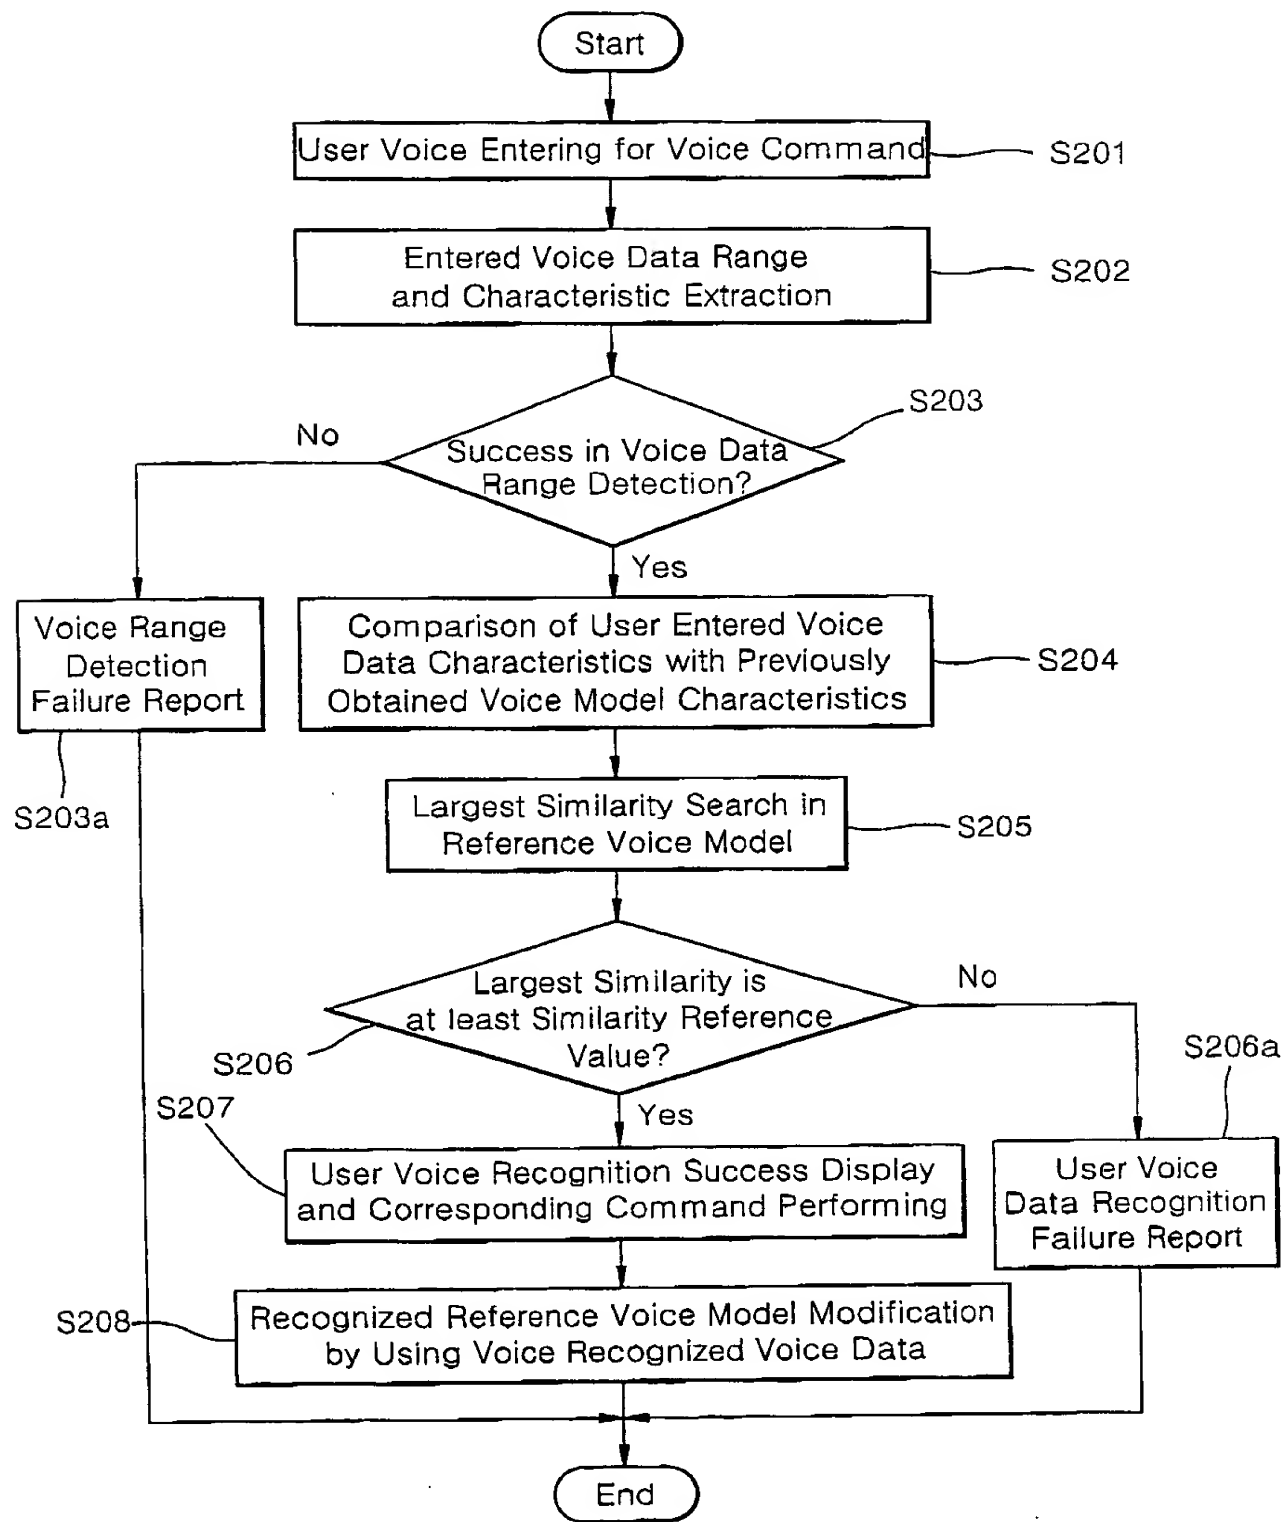 Start
User Voice Entering for Voice Command
S201
Entered Voice Data Range
and Characteristic Extraction
S202
S203
No
Success in Voice Data
Range Detection?
Yes
Voice Range
Detection
Failure Report
S203a
Comparison of User Entered Voice
Data Characteristics with Previously
Obtained Voice Model Characteristics
S204
Largest Similarity Search in
Reference Voice Model
S205
Largest Similarity is
at least Similarity Reference
Value?
No
S206
S206a
Yes
S207
User Voice Recognition Success Display
and Corresponding Command Performing
User Voice
Data Recognition
Failure Report
S208
Recognized Reference Voice Model Modification
by Using Voice Recognized Voice Data
End